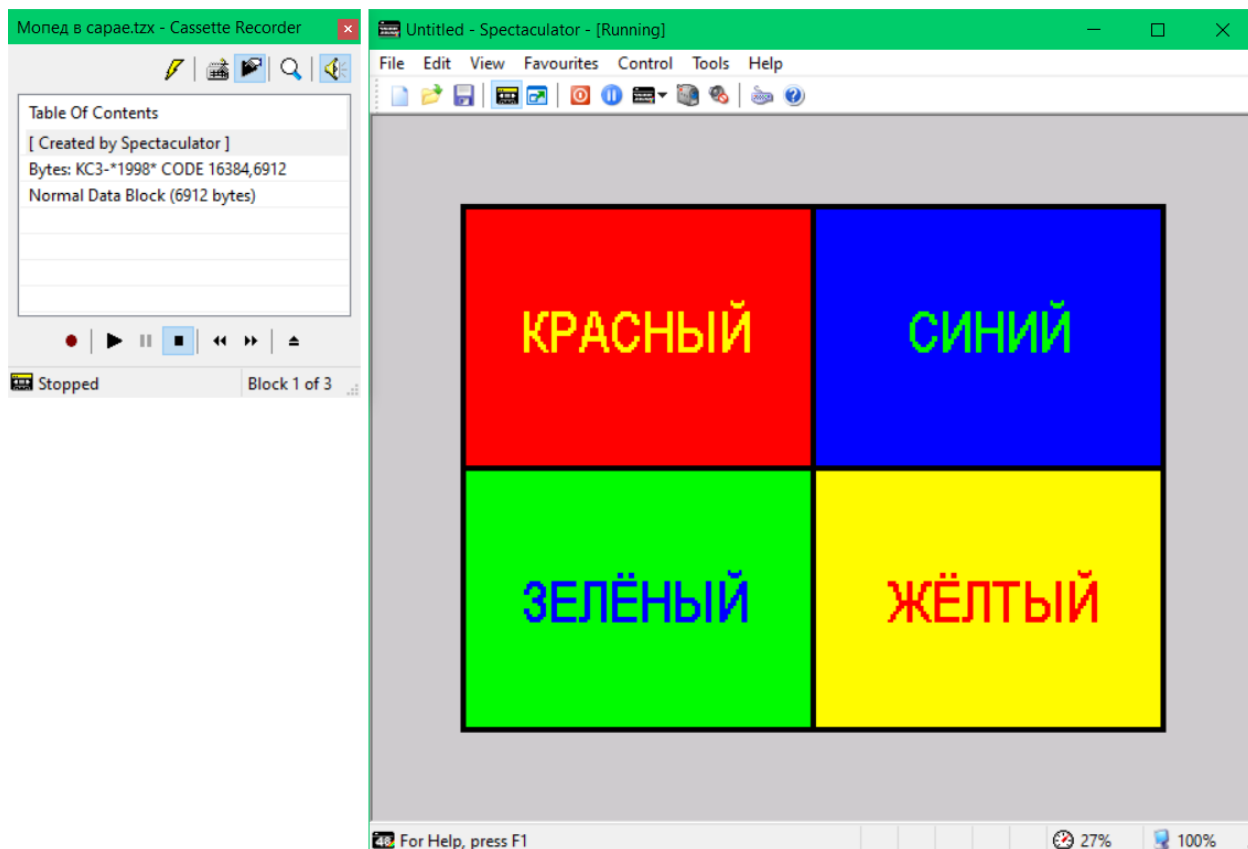 Мопед в сарае.tzx - Cassette Recorder
Table Of Contents
[ Created by Spectaculator ]
Bytes: KC3-*1998* CODE 16384,6912
Normal Data Block (6912 bytes)
Stopped
Block 1 of 3
Untitled - Spectaculator - [Running]
File Edit View Favourites Control Tools Help
КРАСНЫЙ
СИНИЙ
ЗЕЛЁНЫЙ
ЖЁЛТЫЙ
48 For Help, press F1
27%
100%